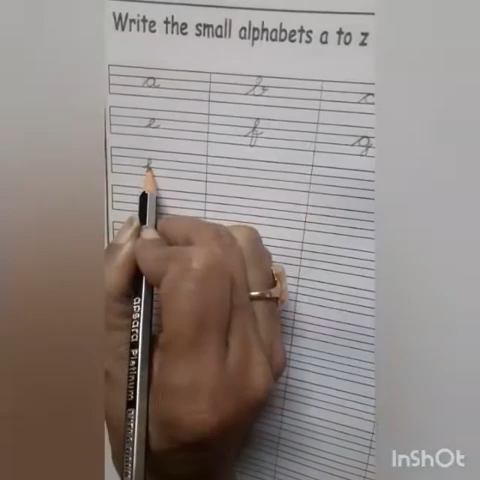 Write the small alphabets a to z
a b c
e f g
apsara Platinum
InShOt